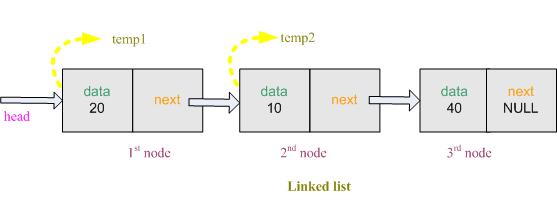 temp1
temp2
data
20
next
data
10
next
data
40
next
NULL
head
1st node
2nd node
3rd node
Linked list